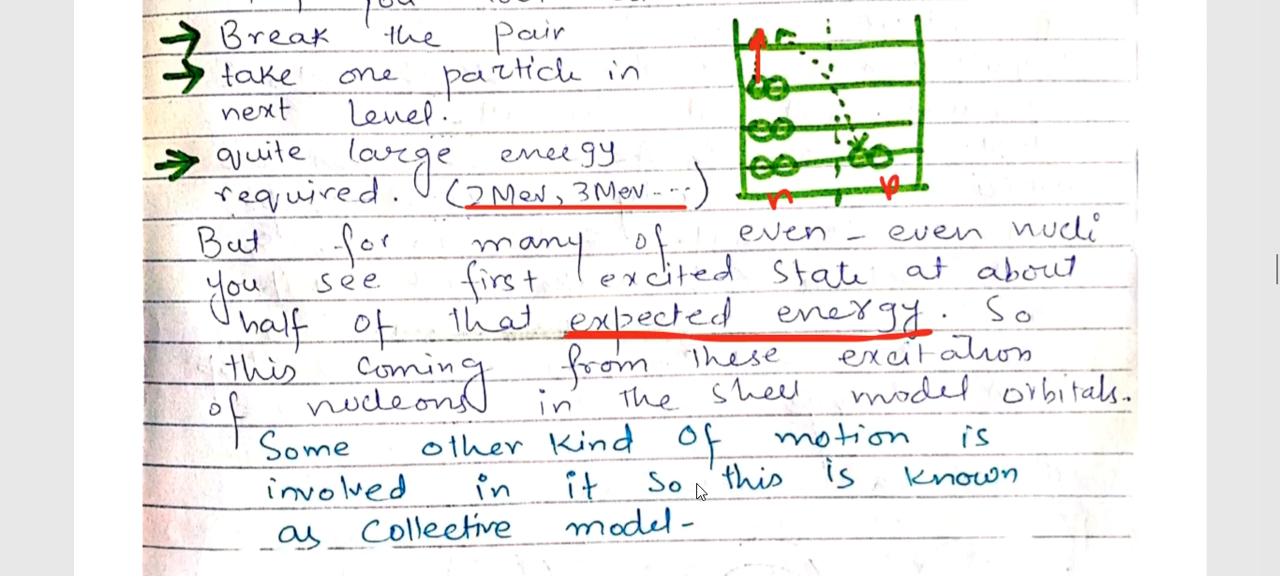 → Break the pair
→ take one particle in
next level.
→ quite large energy
required. (2Mev, 3Mev ...)
n p
But for many of even - even nucli
you see first excited state at about
half of that expected energy. So
this coming from these excitation
of nucleons in the shell model orbitals.
Some other kind of motion is
involved in it so this is known
as Collective model -